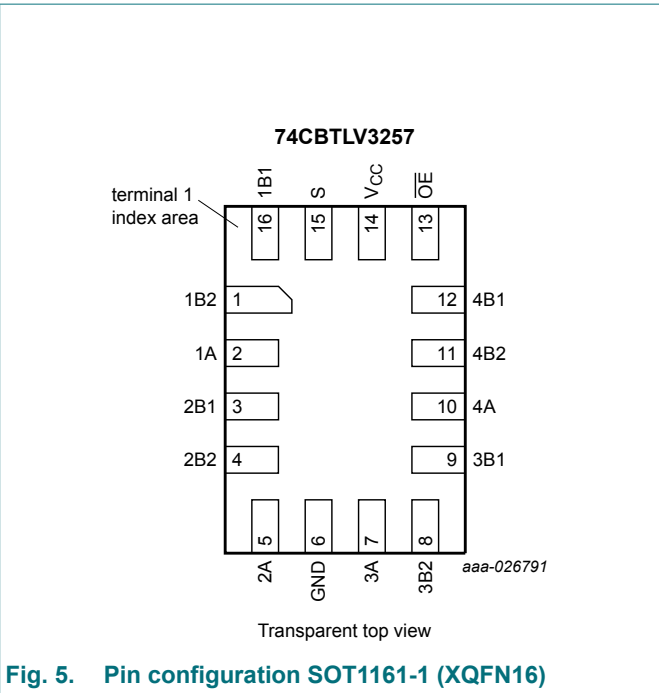 74CBTLV3257
terminal 1
index area
1B1
S
VCC
OE
16
15
14
13
1B2 1
12 4B1
1A 2
11 4B2
2B1 3
10 4A
2B2 4
9 3B1
5
6
7
8
2A
GND
3A
3B2
aaa-026791
Transparent top view
Fig. 5. Pin configuration SOT1161-1 (XQFN16)